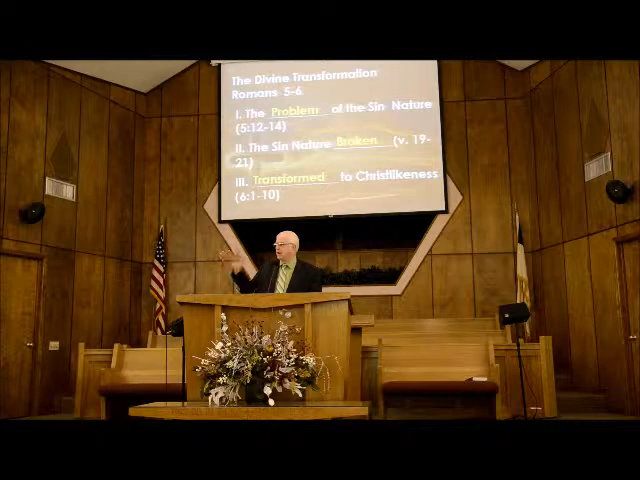 The Divine Transformation
Romans 5-6
I. The Problem of the Sin Nature
(5:12-14)
II. The Sin Nature Broken (v. 19-
21)
III. Transformed to Christlikeness
(6:1-10)